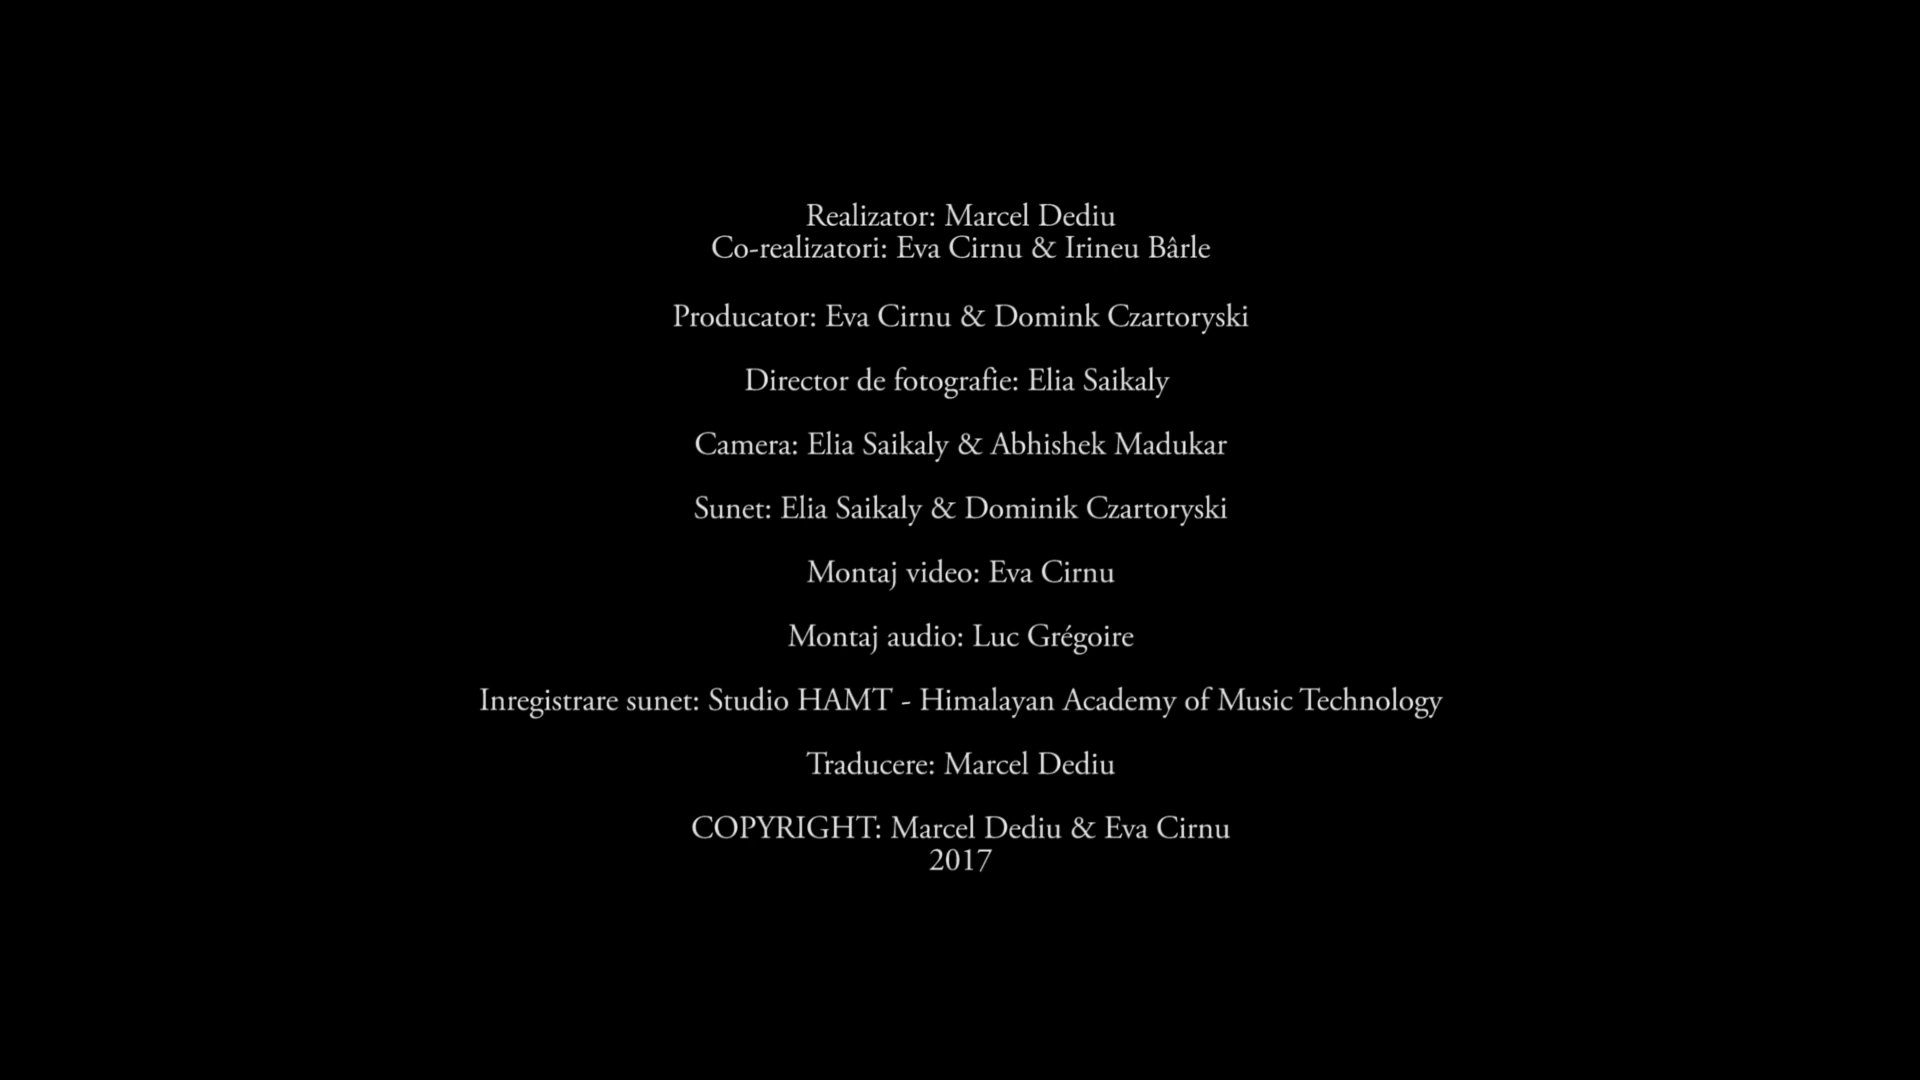 Realizator: Marcel Dediu
Co-realizatori: Eva Cirnu & Irineu Bârle
Producator: Eva Cirnu & Domink Czartoryski
Director de fotografie: Elia Saikaly
Camera: Elia Saikaly & Abhishek Madukar
Sunet: Elia Saikaly & Dominik Czartoryski
Montaj video: Eva Cirnu
Montaj audio: Luc Grégoire
Inregistrare sunet: Studio HAMT - Himalayan Academy of Music Technology
Traducere: Marcel Dediu
COPYRIGHT: Marcel Dediu & Eva Cirnu
2017